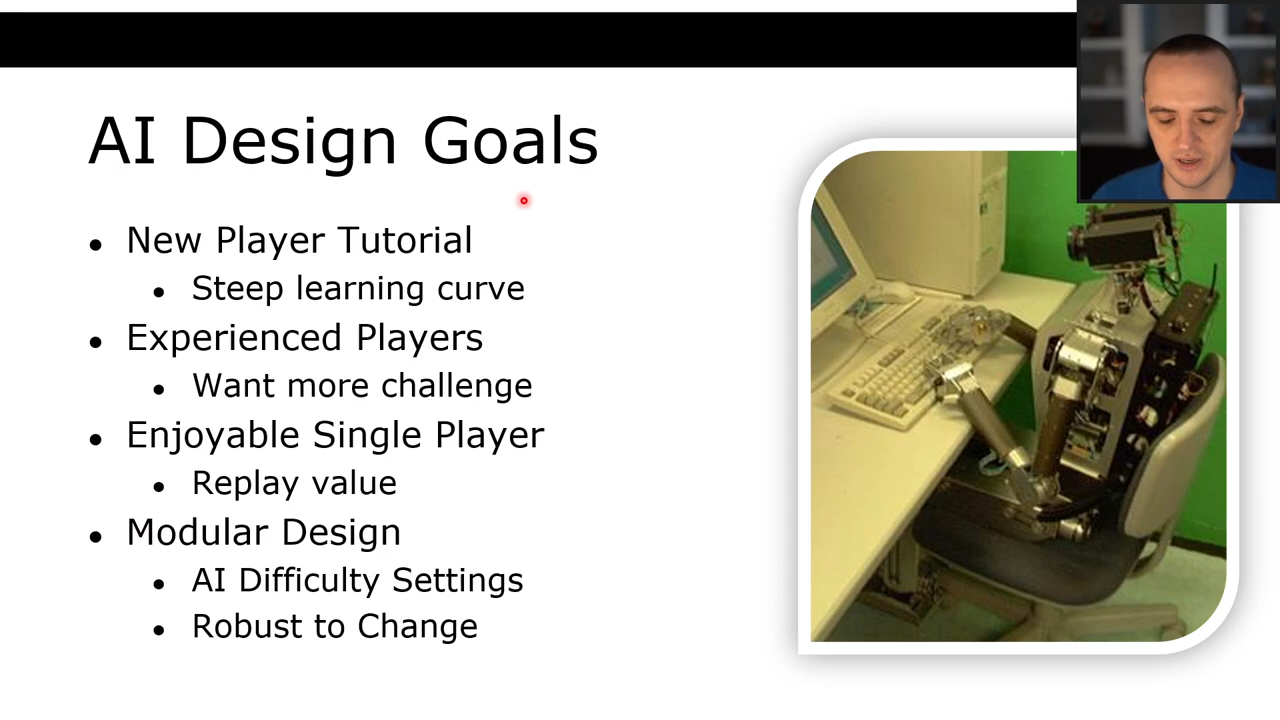 AI Design Goals
• New Player Tutorial
• Steep learning curve
• Experienced Players
• Want more challenge
• Enjoyable Single Player
• Replay value
• Modular Design
• AI Difficulty Settings
• Robust to Change